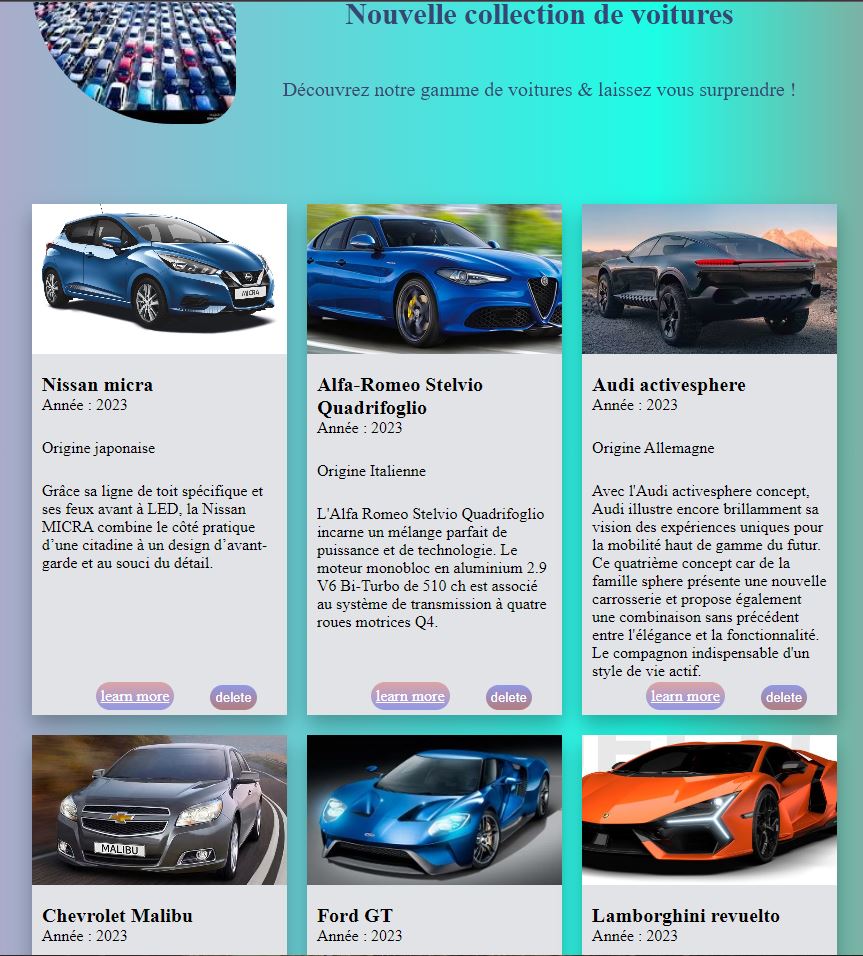 Nouvelle collection de voitures
Découvrez notre gamme de voitures & laissez vous surprendre !
MICRA
Nissan micra
Année : 2023
Origine japonaise
Grâce sa ligne de toit spécifique et
ses feux avant à LED, la Nissan
MICRA combine le côté pratique
d’une citadine à un design d’avant-
garde et au souci du détail.
learn more
delete
Alfa-Romeo Stelvio
Quadrifoglio
Année : 2023
Origine Italienne
L'Alfa Romeo Stelvio Quadrifoglio
incarne un mélange parfait de
puissance et de technologie. Le
moteur monobloc en aluminium 2.9
V6 Bi-Turbo de 510 ch est associé
au système de transmission à quatre
roues motrices Q4.
learn more
delete
Audi activesphere
Année : 2023
Origine Allemagne
Avec l'Audi activesphere concept,
Audi illustre encore brillamment sa
vision des expériences uniques pour
la mobilité haut de gamme du futur.
Ce quatrième concept car de la
famille sphere présente une nouvelle
carrosserie et propose également
une combinaison sans précédent
entre l'élégance et la fonctionnalité.
Le compagnon indispensable d'un
style de vie actif.
learn more
delete
MALIBU
Chevrolet Malibu
Année : 2023
Ford GT
Année : 2023
Lamborghini revuelto
Année : 2023